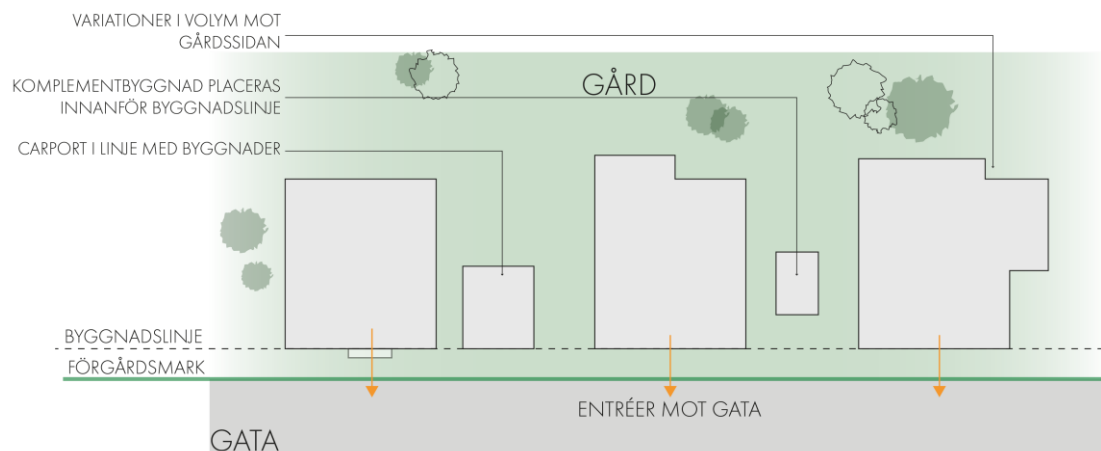 VARIATIONER I VOLYM MOT
GÅRDSSIDAN
KOMPLEMENTBYGGNAD PLACERAS
INNANFÖR BYGGNADSLINJE
GÅRD
CARPORT I LINJE MED BYGGNADER
BYGGNADSLINJE
FÖRGÅRDSMARK
ENTRÉER MOT GATA
GATA